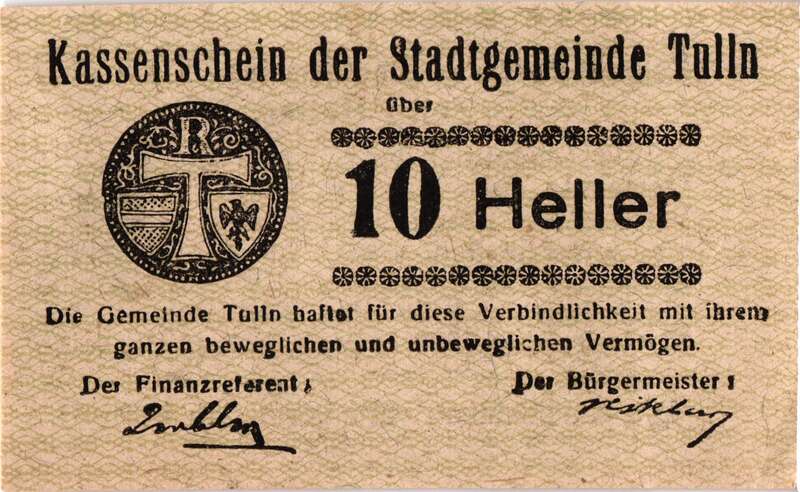 Kassenschein der Stadtgemeinde Tulln
über
R
T
10 Heller
Die Gemeinde Tulln haftet für diese Verbindlichkeit mit ihrem
ganzen beweglichen und unbeweglichen Vermögen.
Der Finanzreferent:
Der Bürgermeister: